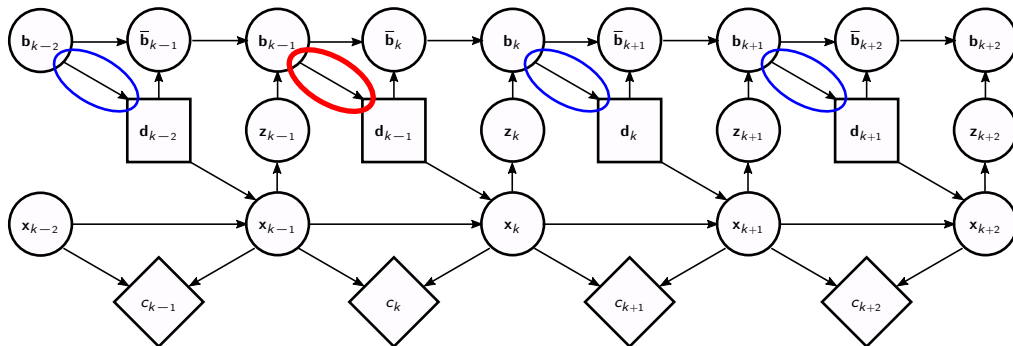 b_{k−2} b̄_{k−1} b_{k−1} b̄_k b_k b̄_{k+1} b_{k+1} b̄_{k+2} b_{k+2}
d_{k−2} z_{k−1} d_{k−1} z_k d_k z_{k+1} d_{k+1} z_{k+2}
x_{k−2} x_{k−1} x_k x_{k+1} x_{k+2}
c_{k−1} c_k c_{k+1} c_{k+2}